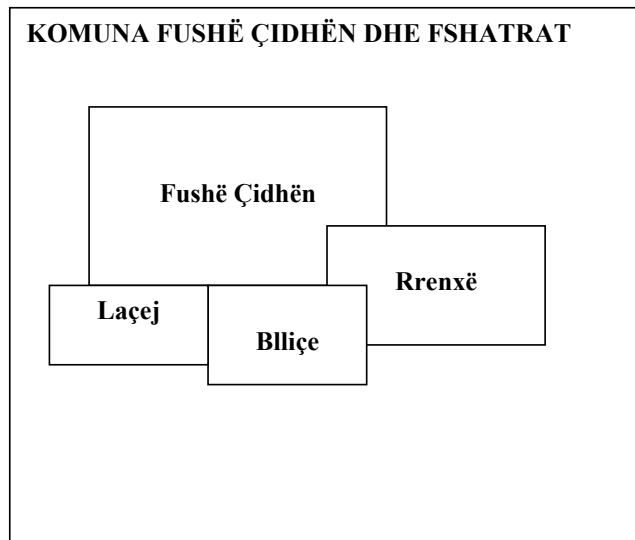 KOMUNA FUSHË ÇIDHËN DHE FSHATRAT
Fushë Çidhën
Rrenxë
Laçej
Blliçe